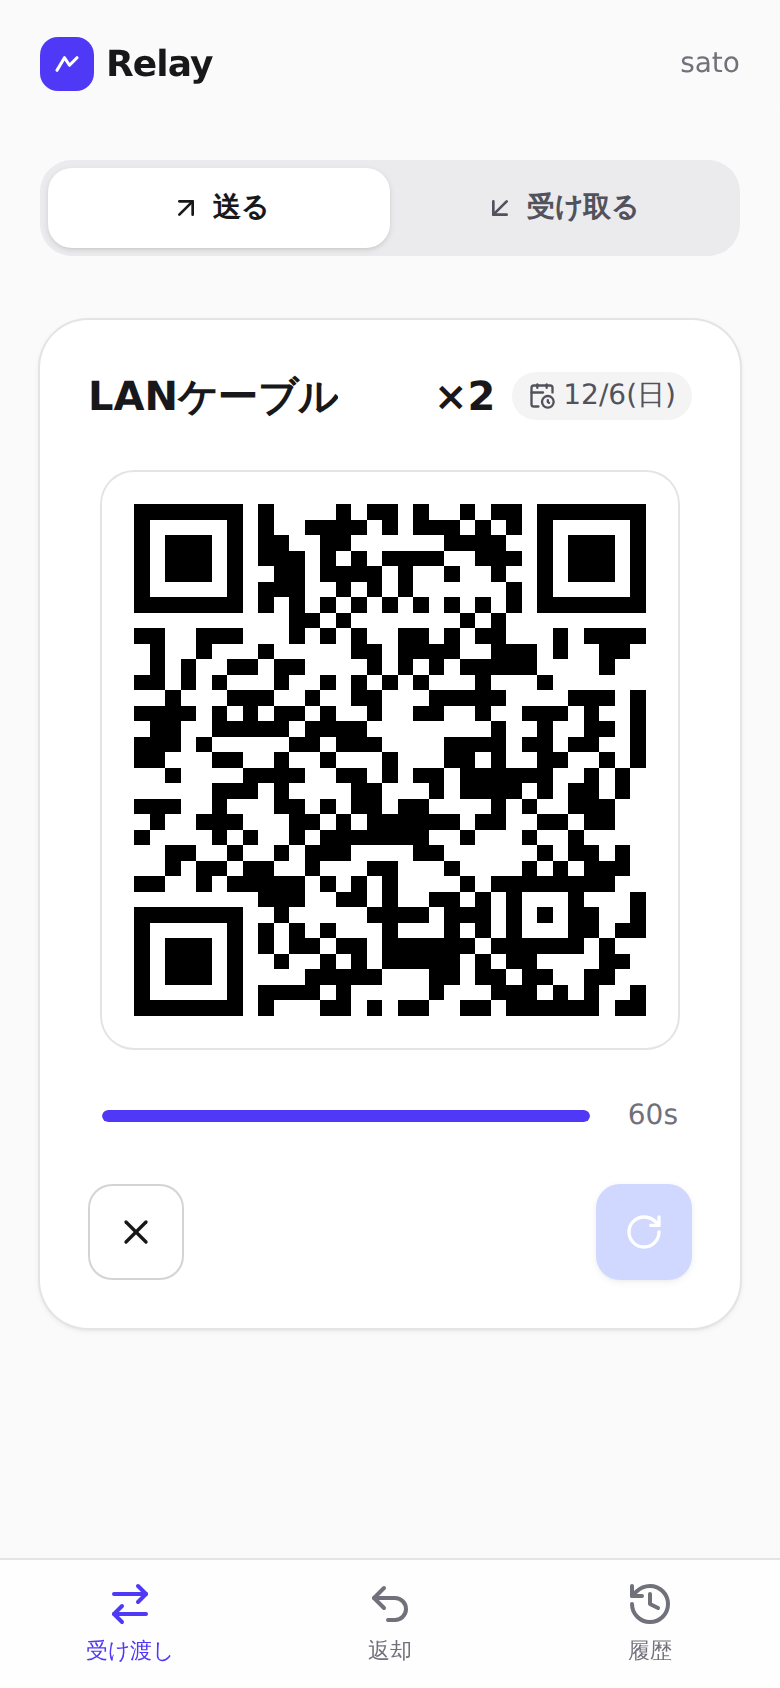 Relay
sato
送る
受け取る
LANケーブル ×2 12/6(日)
60s
受け渡し
返却
履歴